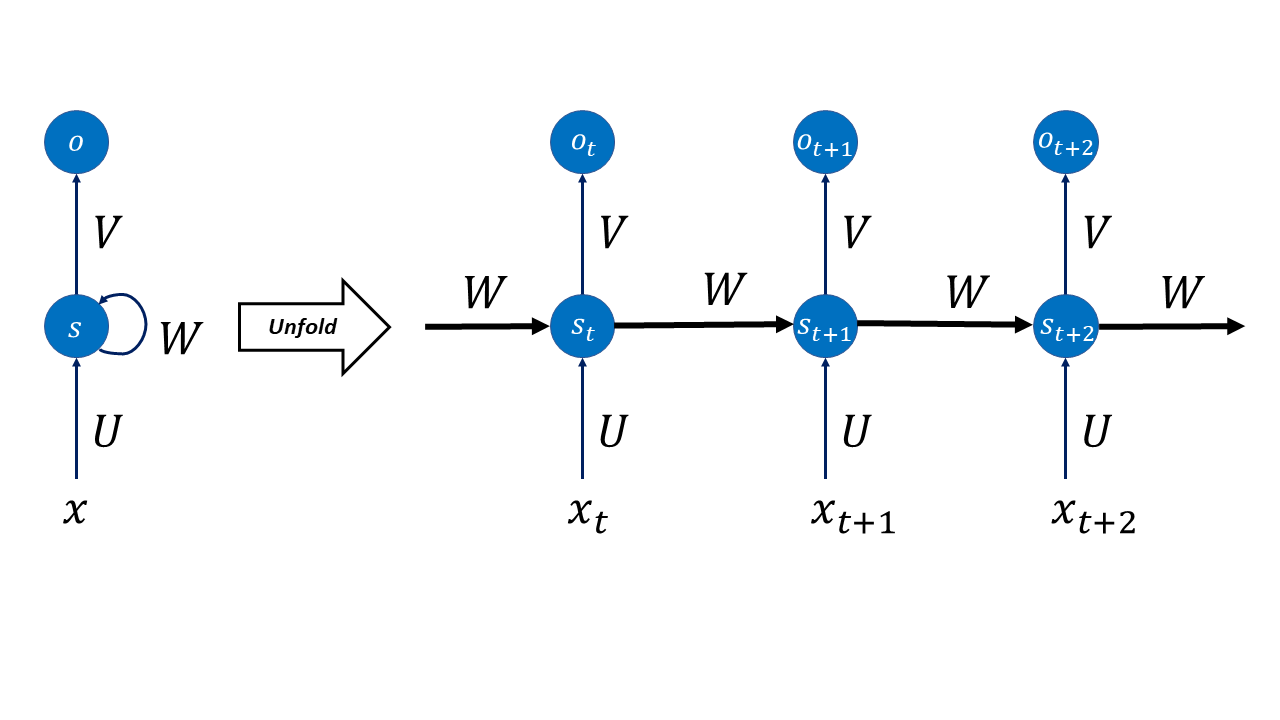 o o_t o_{t+1} o_{t+2}
V V V V
W W W W
s W Unfold s_t s_{t+1} s_{t+2}
U U U U
x x_t x_{t+1} x_{t+2}